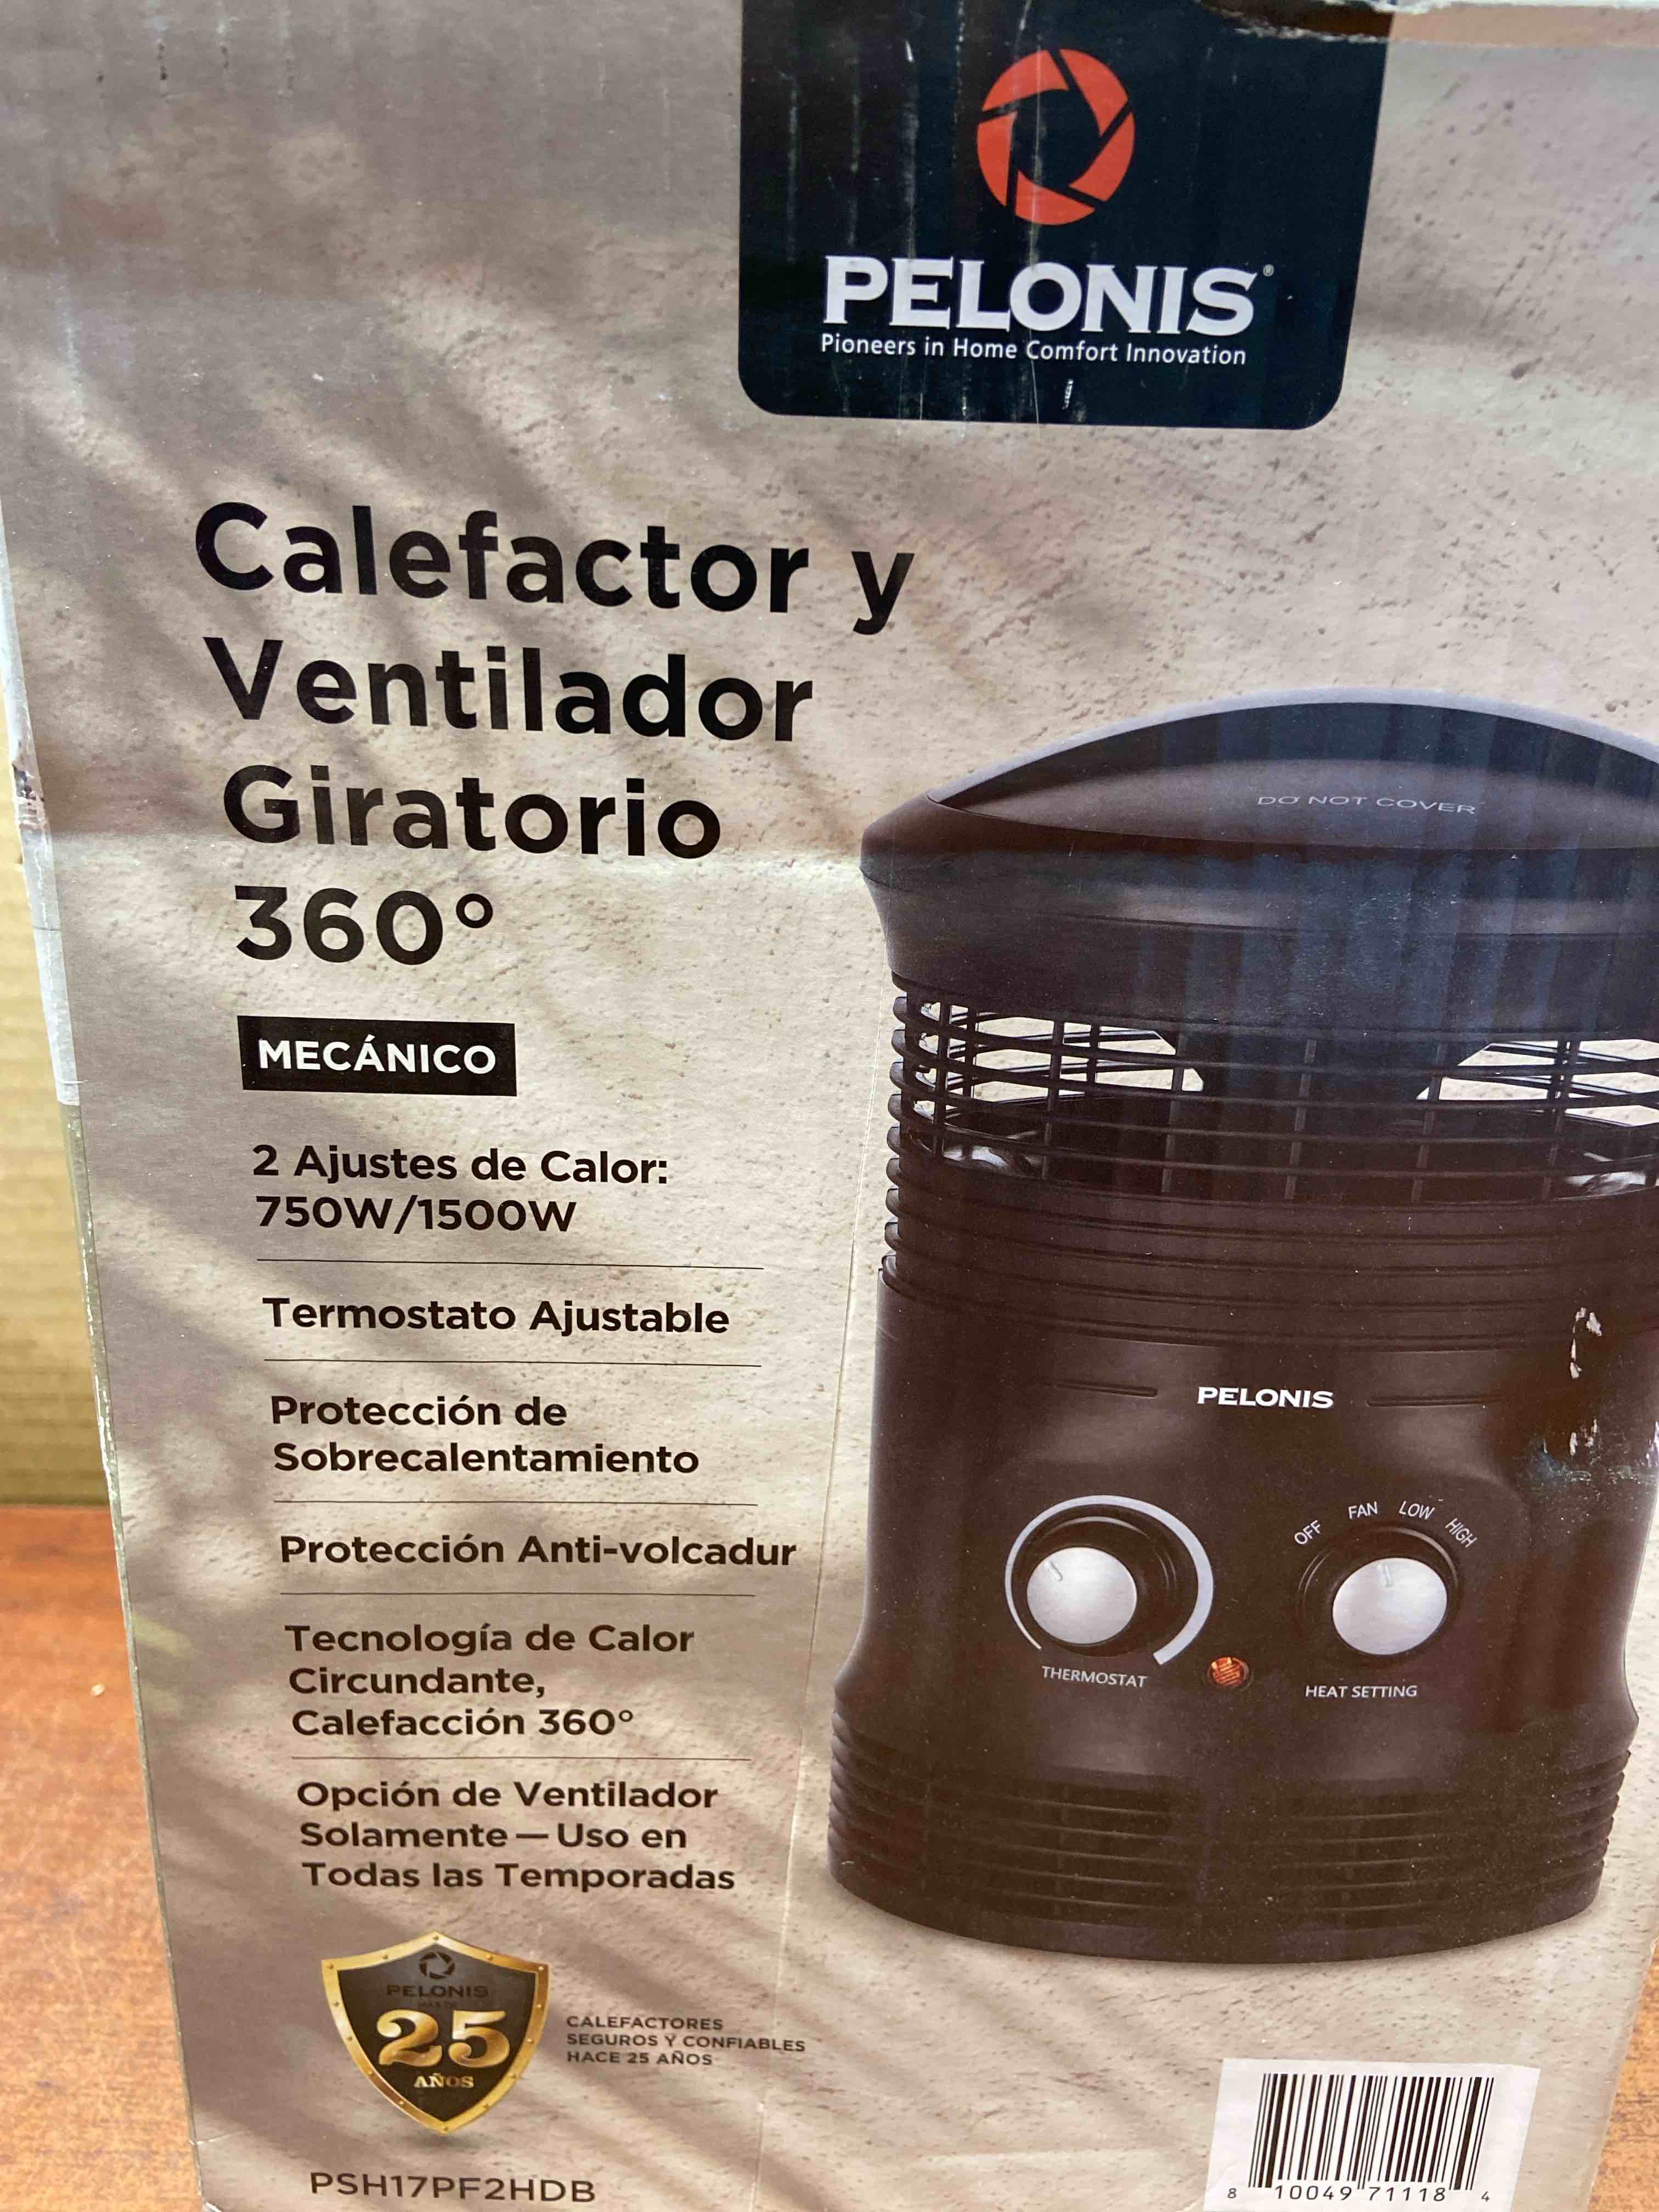 PELONIS®
Pioneers in Home Comfort Innovation
Calefactor y
Ventilador
Giratorio
360°
MECÁNICO
2 Ajustes de Calor:
750W/1500W
Termostato Ajustable
Protección de
Sobrecalentamiento
Protección Anti-volcadur
Tecnología de Calor
Circundante,
Calefacción 360°
Opción de Ventilador
Solamente — Uso en
Todas las Temporadas
DO NOT COVER
PELONIS
OFF FAN LOW HIGH
THERMOSTAT
HEAT SETTING
PELONIS
25
AÑOS
CALEFACTORES
SEGUROS Y CONFIABLES
HACE 25 AÑOS
PSH17PF2HDB
8 10049 71118 4